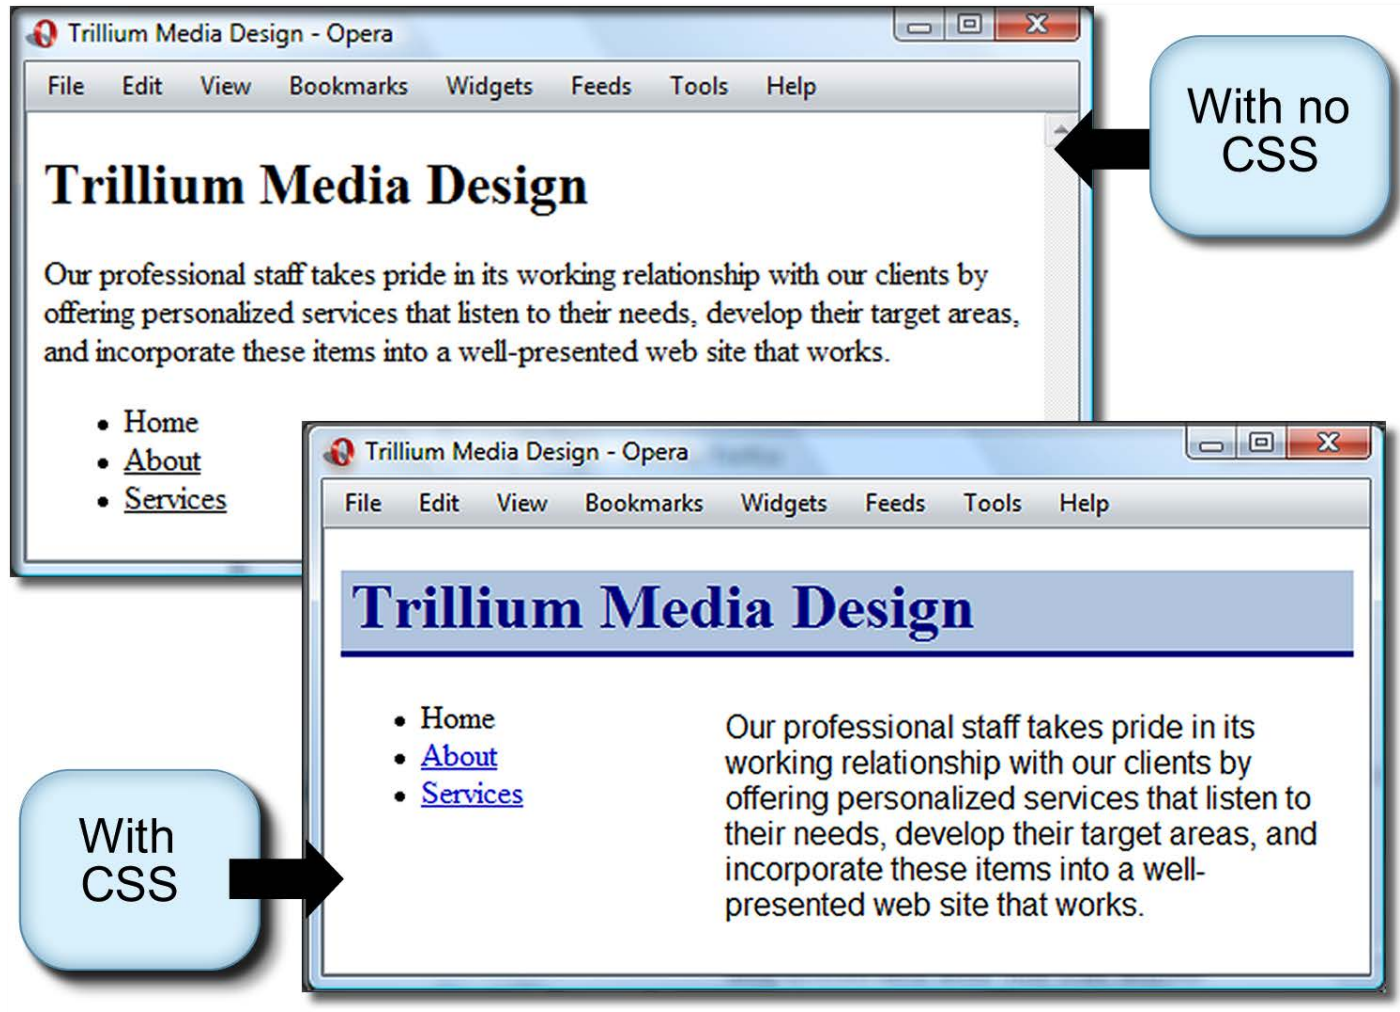 Trillium Media Design - Opera
File Edit View Bookmarks Widgets Feeds Tools Help
Trillium Media Design
Our professional staff takes pride in its working relationship with our clients by
offering personalized services that listen to their needs, develop their target areas,
and incorporate these items into a well-presented web site that works.
• Home
• About
• Services
With no
CSS
Trillium Media Design - Opera
File Edit View Bookmarks Widgets Feeds Tools Help
Trillium Media Design
• Home
• About
• Services
Our professional staff takes pride in its
working relationship with our clients by
offering personalized services that listen to
their needs, develop their target areas, and
incorporate these items into a well-
presented web site that works.
With
CSS